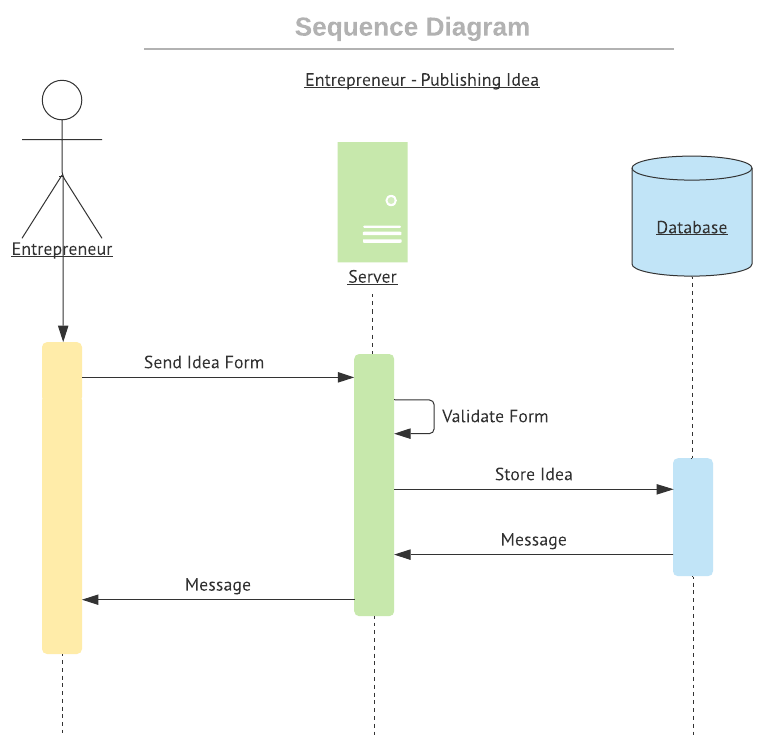 Sequence Diagram
Entrepreneur - Publishing Idea
Database
Entrepreneur
Server
Send Idea Form
Validate Form
Store Idea
Message
Message